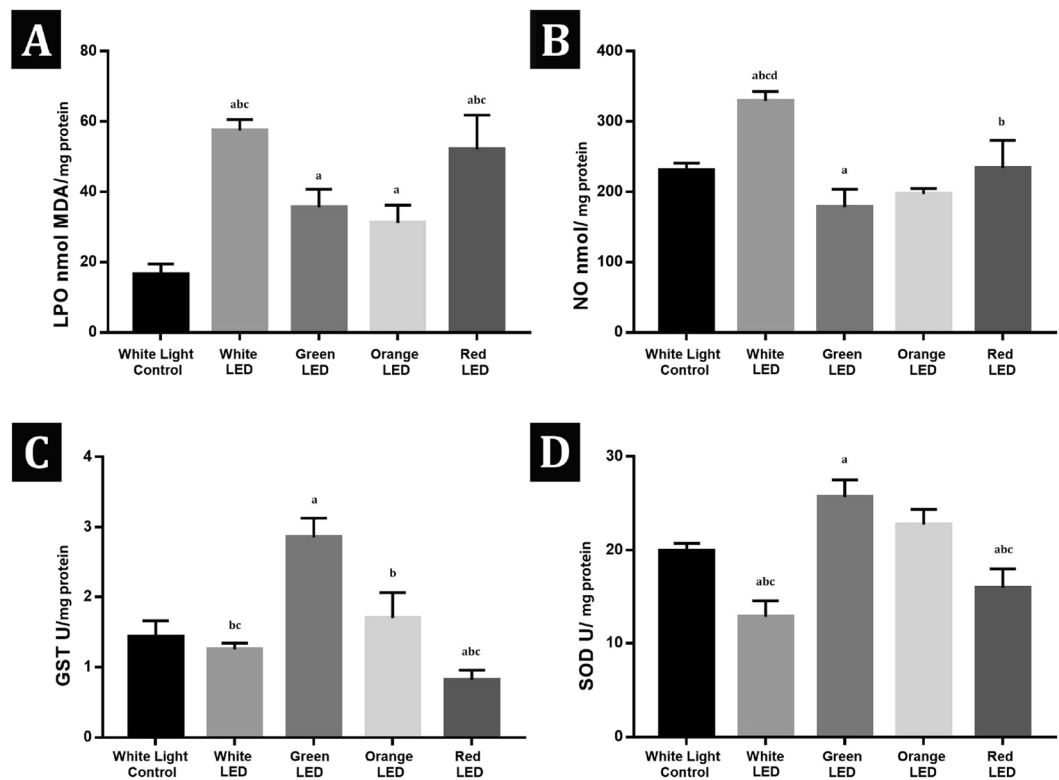 A
LPO nmol MDA/mg protein
80
60
40
20
0
abc
a
a
abc
White Light Control
White LED
Green LED
Orange LED
Red LED
B
NO nmol/ mg protein
400
300
200
100
0
abcd
a
b
White Light Control
White LED
Green LED
Orange LED
Red LED
C
GST U/mg protein
4
3
2
1
0
bc
a
b
abc
White Light Control
White LED
Green LED
Orange LED
Red LED
D
SOD U/ mg protein
30
20
10
0
abc
a
abc
White Light Control
White LED
Green LED
Orange LED
Red LED